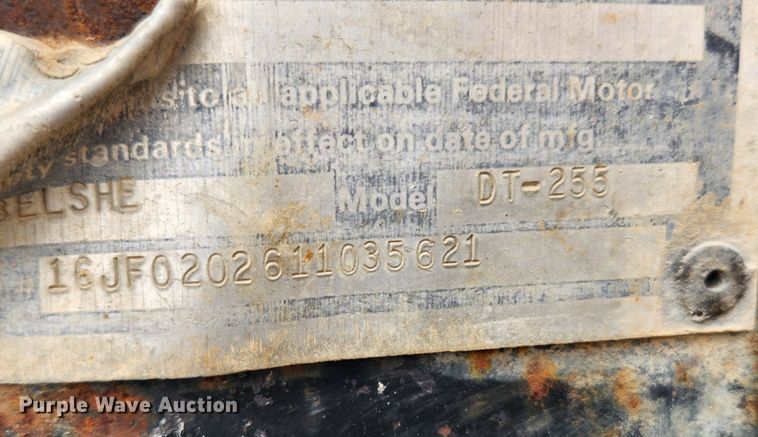 applicable Federal Motor
standards in effect on date of mfg
BELSHE Model DT-255
16JF0202611035621
Purple Wave Auction